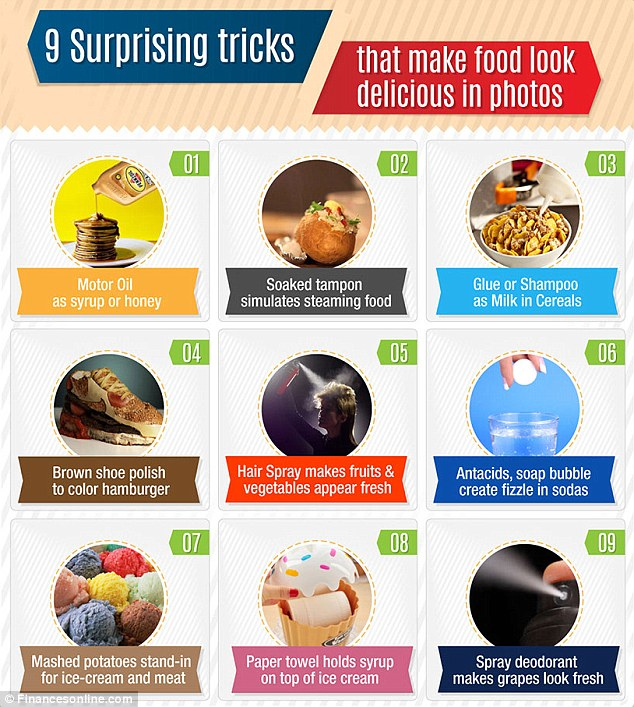 9 Surprising tricks
that make food look
delicious in photos
01
Motor Oil
as syrup or honey
02
Soaked tampon
simulates steaming food
03
Glue or Shampoo
as Milk in Cereals
04
Brown shoe polish
to color hamburger
05
Hair Spray makes fruits &
vegetables appear fresh
06
Antacids, soap bubble
create fizzle in sodas
07
Mashed potatoes stand-in
for ice-cream and meat
08
Paper towel holds syrup
on top of ice cream
09
Spray deodorant
makes grapes look fresh
© Financesonline.com